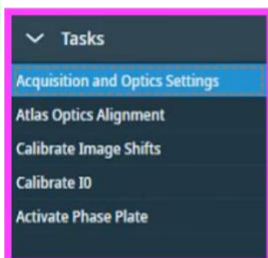 Tasks
Acquisition and Optics Settings
Atlas Optics Alignment
Calibrate Image Shifts
Calibrate I0
Activate Phase Plate